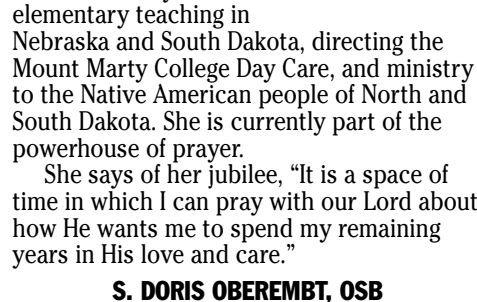 elementary teaching in
Nebraska and South Dakota, directing the
Mount Marty College Day Care, and ministry
to the Native American people of North and
South Dakota. She is currently part of the
powerhouse of prayer.
She says of her jubilee, “It is a space of
time in which I can pray with our Lord about
how He wants me to spend my remaining
years in His love and care.”
S. DORIS OBEREMBT, OSB